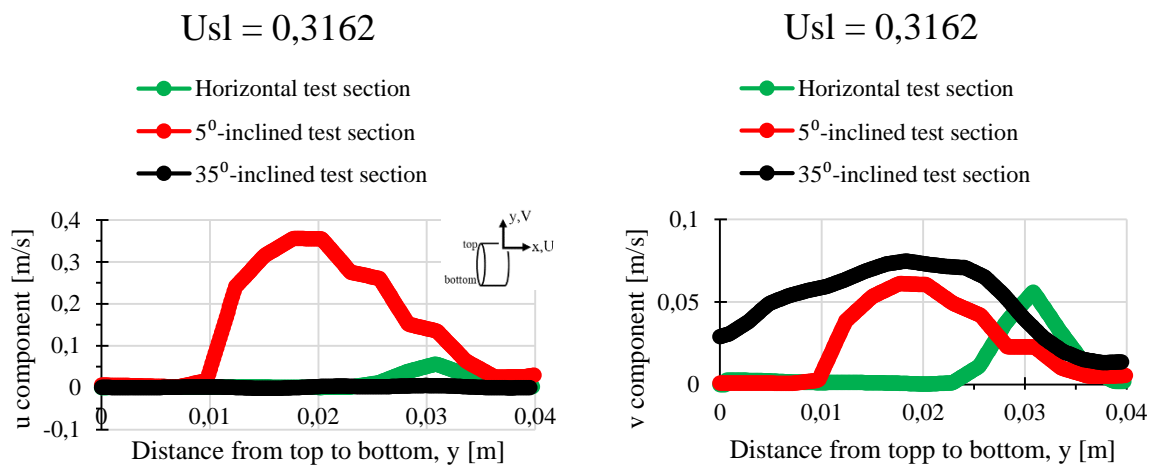 Usl = 0,3162
Horizontal test section
5⁰-inclined test section
35⁰-inclined test section
u component [m/s]
0,4
0,3
0,2
0,1
0
-0,1
0
0,01
0,02
0,03
0,04
y,V
top
x,U
bottom
Distance from top to bottom, y [m]
Usl = 0,3162
Horizontal test section
5⁰-inclined test section
35⁰-inclined test section
v component [m/s]
0,1
0,05
0
0
0,01
0,02
0,03
0,04
Distance from topp to bottom, y [m]